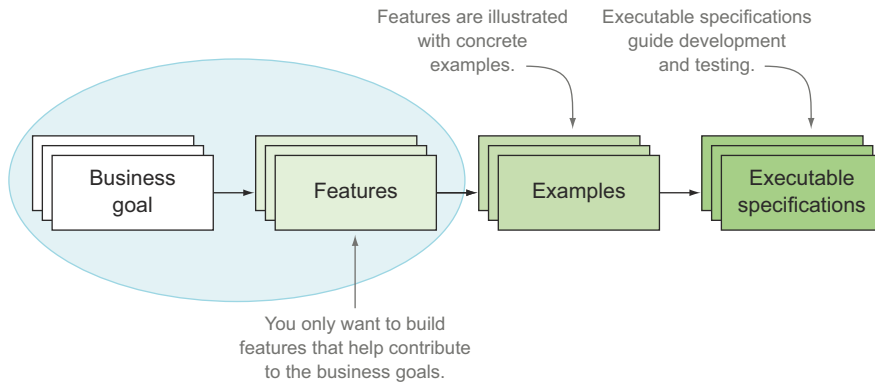 Features are illustrated
with concrete
examples.
Executable specifications
guide development
and testing.
Business
goal
Features
Examples
Executable
specifications
You only want to build
features that help contribute
to the business goals.